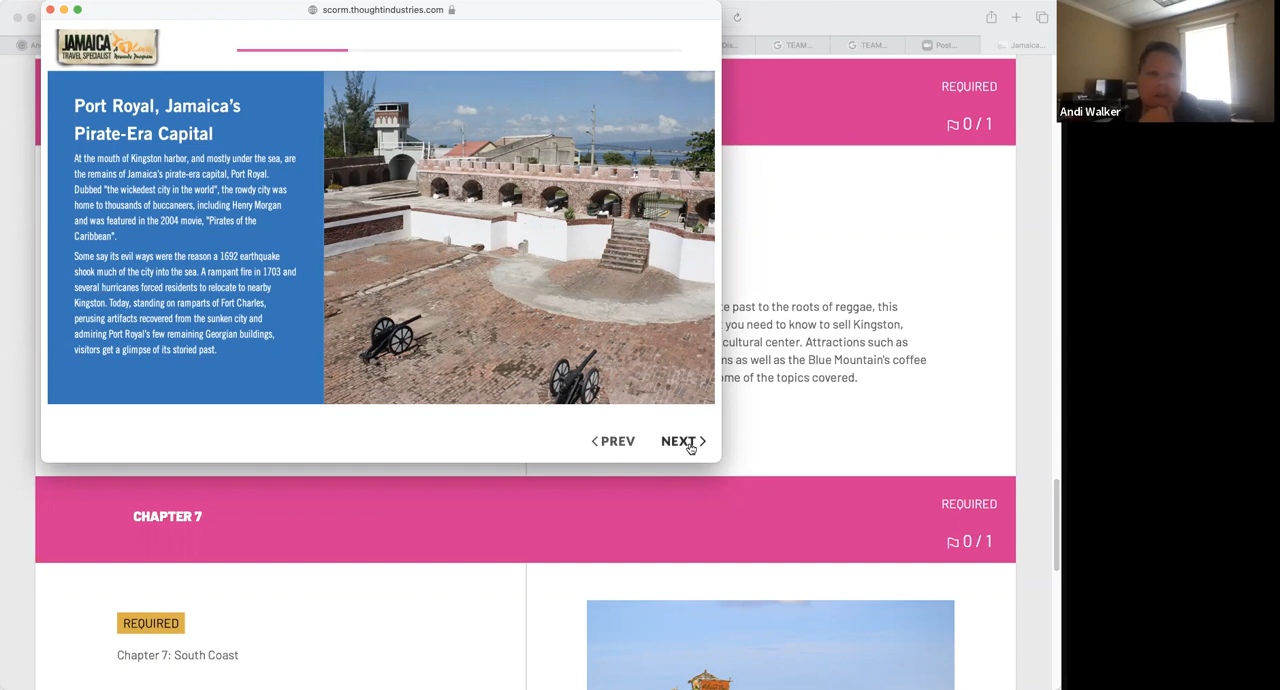 scorm.thoughtindustries.com
JAMAICA
TRAVEL SPECIALIST
TEAM...
TEAM...
Post...
Jamaica...
Port Royal, Jamaica's
Pirate-Era Capital
At the mouth of Kingston harbor, and mostly under the sea, are
the remains of Jamaica's pirate-era capital, Port Royal.
Dubbed "the wickedest city in the world", the rowdy city was
home to thousands of buccaneers, including Henry Morgan
and was featured in the 2004 movie, "Pirates of the
Caribbean".
Some say its evil ways were the reason a 1692 earthquake
shook much of the city into the sea. A rampant fire in 1703 and
several hurricanes forced residents to relocate to nearby
Kingston. Today, standing on ramparts of Fort Charles,
perusing artifacts recovered from the sunken city and
admiring Port Royal's few remaining Georgian buildings,
visitors get a glimpse of its storied past.
< PREV
NEXT >
REQUIRED
0 / 1
past to the roots of reggae, this
you need to know to sell Kingston,
cultural center. Attractions such as
as well as the Blue Mountain's coffee
of the topics covered.
CHAPTER 7
REQUIRED
0 / 1
REQUIRED
Chapter 7: South Coast
Andi Walker